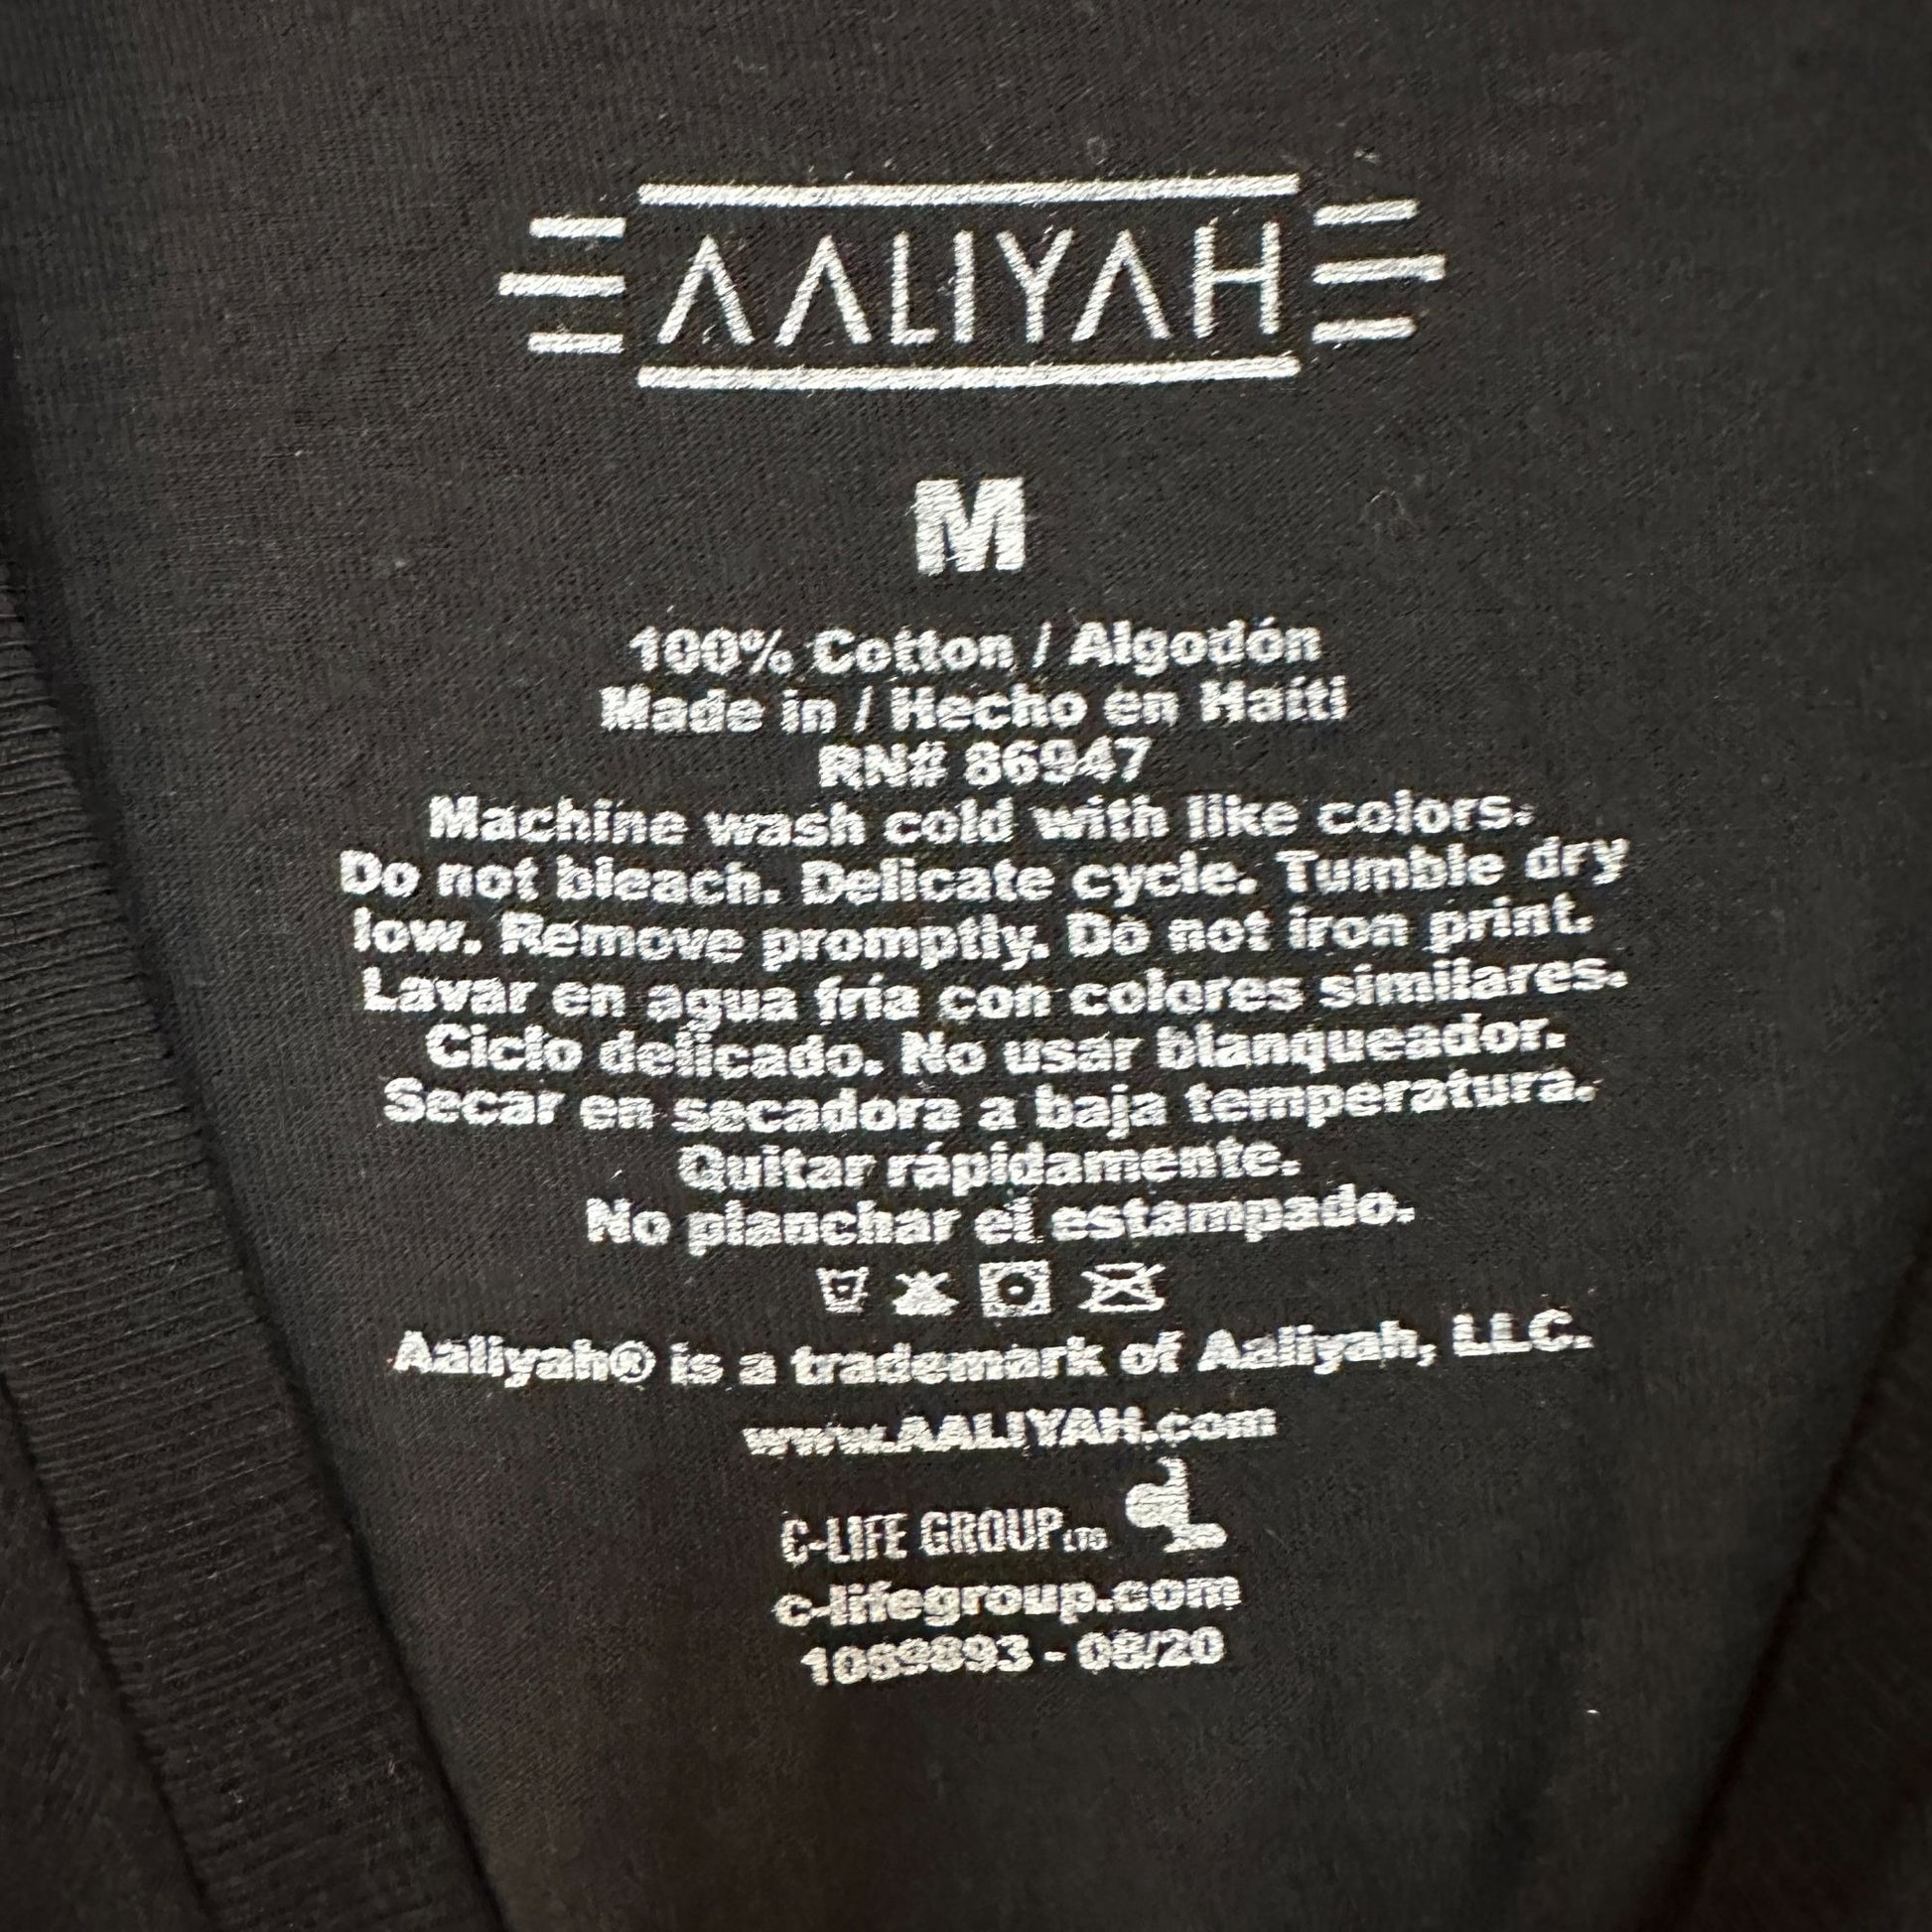 AALIYAH
M
100% Cotton / Algodón
Made in / Hecho en Haití
RN# 86947
Machine wash cold with like colors.
Do not bleach. Delicate cycle. Tumble dry
low. Remove promptly. Do not iron print.
Lavar en agua fría con colores similares.
Ciclo delicado. No usar blanqueador.
Secar en secadora a baja temperatura.
Quitar rápidamente.
No planchar el estampado.
Aaliyah® is a trademark of Aaliyah, LLC.
www.AALIYAH.com
C-LIFE GROUP LTD
c-lifegroup.com
1089893 - 08/20